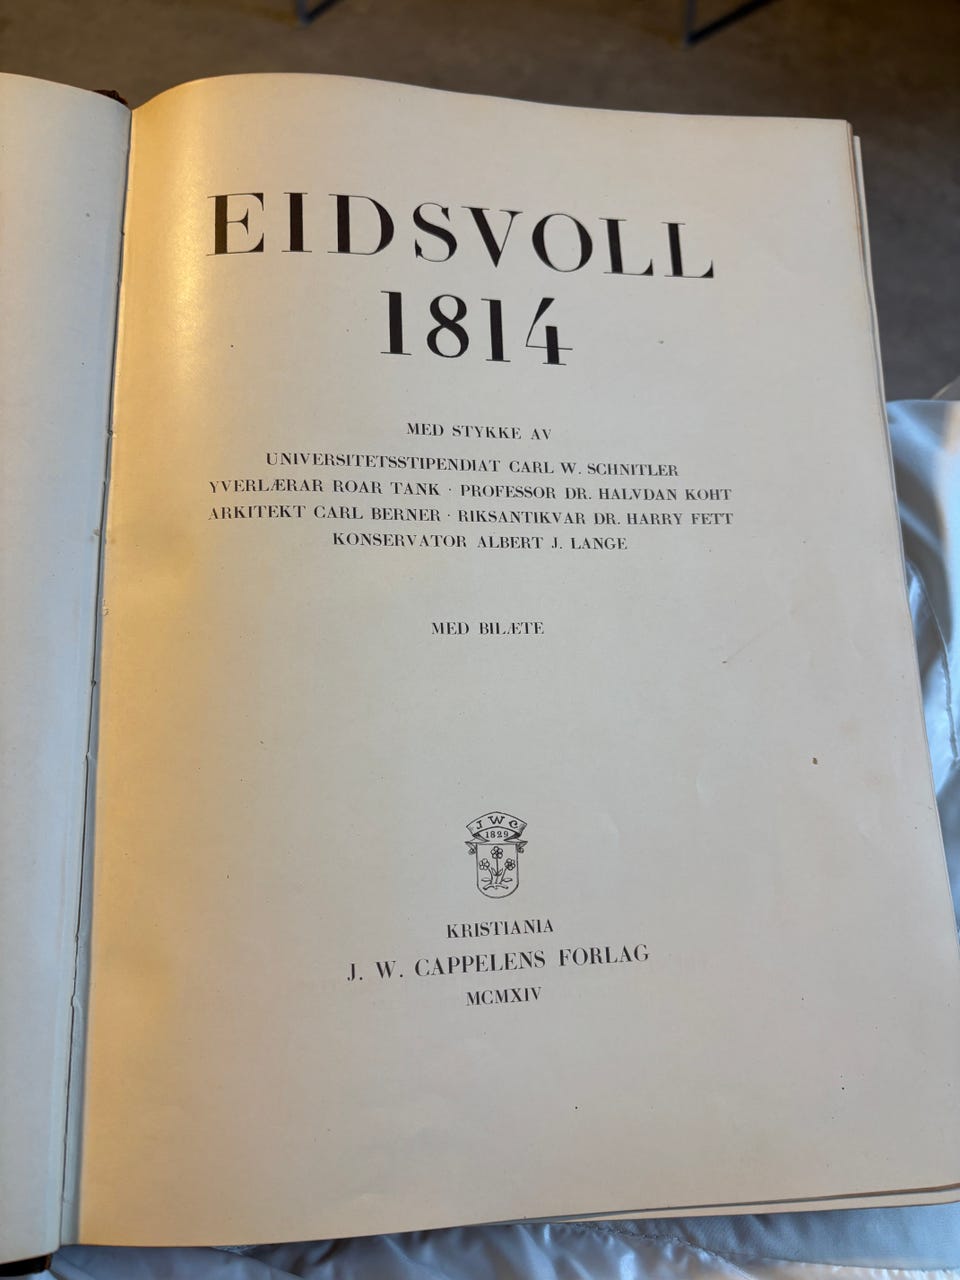 EIDSVOLL
1814
MED STYKKE AV
UNIVERSITETSSTIPENDIAT CARL W. SCHNITLER
YVERLÆRAR ROAR TANK · PROFESSOR DR. HALVDAN KOHT
ARKITEKT CARL BERNER · RIKSANTIKVAR DR. HARRY FETT
KONSERVATOR ALBERT J. LANGE
MED BILÆTE
JWC
1829
KRISTIANIA
J. W. CAPPELENS FORLAG
MCMXIV